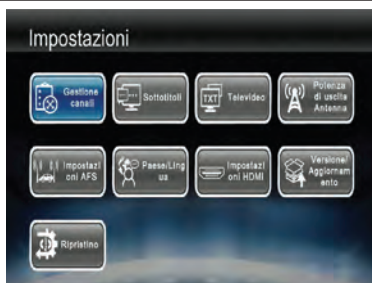 Impostazioni
Gestione
canali
Sottotitoli
TXT
Televideo
Potenza
di uscita
Antenna
Impostazi
oni AFS
Paese/Ling
ua
Impostazi
oni HDMI
Versione/
Aggiornam
ento
Ripristino